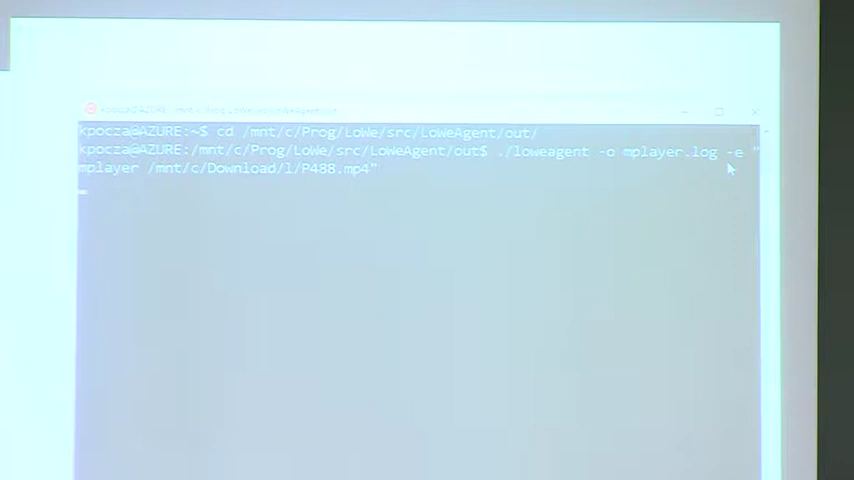 kpocza@AZURE:~$ cd /mnt/c/Prog/LoWe/src/LoWeAgent/out/
kpocza@AZURE:/mnt/c/Prog/LoWe/src/LoWeAgent/out$ ./loweagent -o mplayer.log -e "
mplayer /mnt/c/Download/1/P488.mp4"